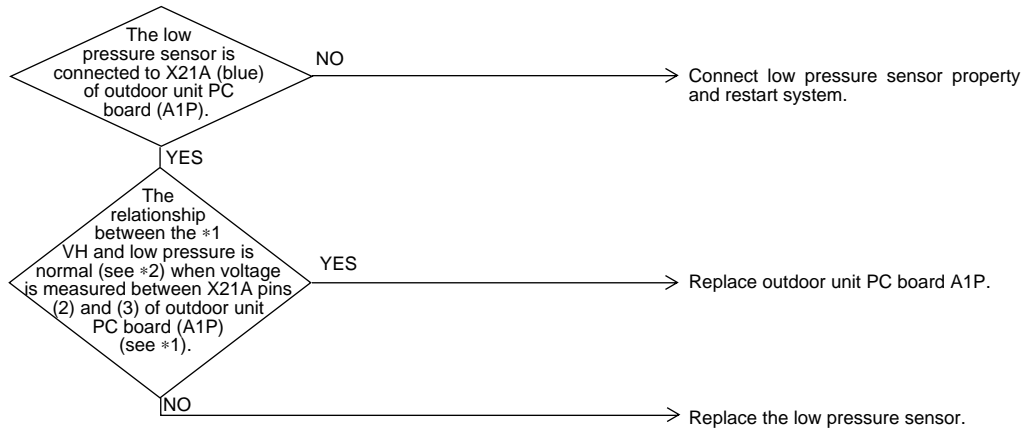 The low
pressure sensor is
connected to X21A (blue)
of outdoor unit PC
board (A1P).
NO
Connect low pressure sensor property
and restart system.
YES
The
relationship
between the *1
VH and low pressure is
normal (see *2) when voltage
is measured between X21A pins
(2) and (3) of outdoor unit
PC board (A1P)
(see *1).
YES
Replace outdoor unit PC board A1P.
NO
Replace the low pressure sensor.